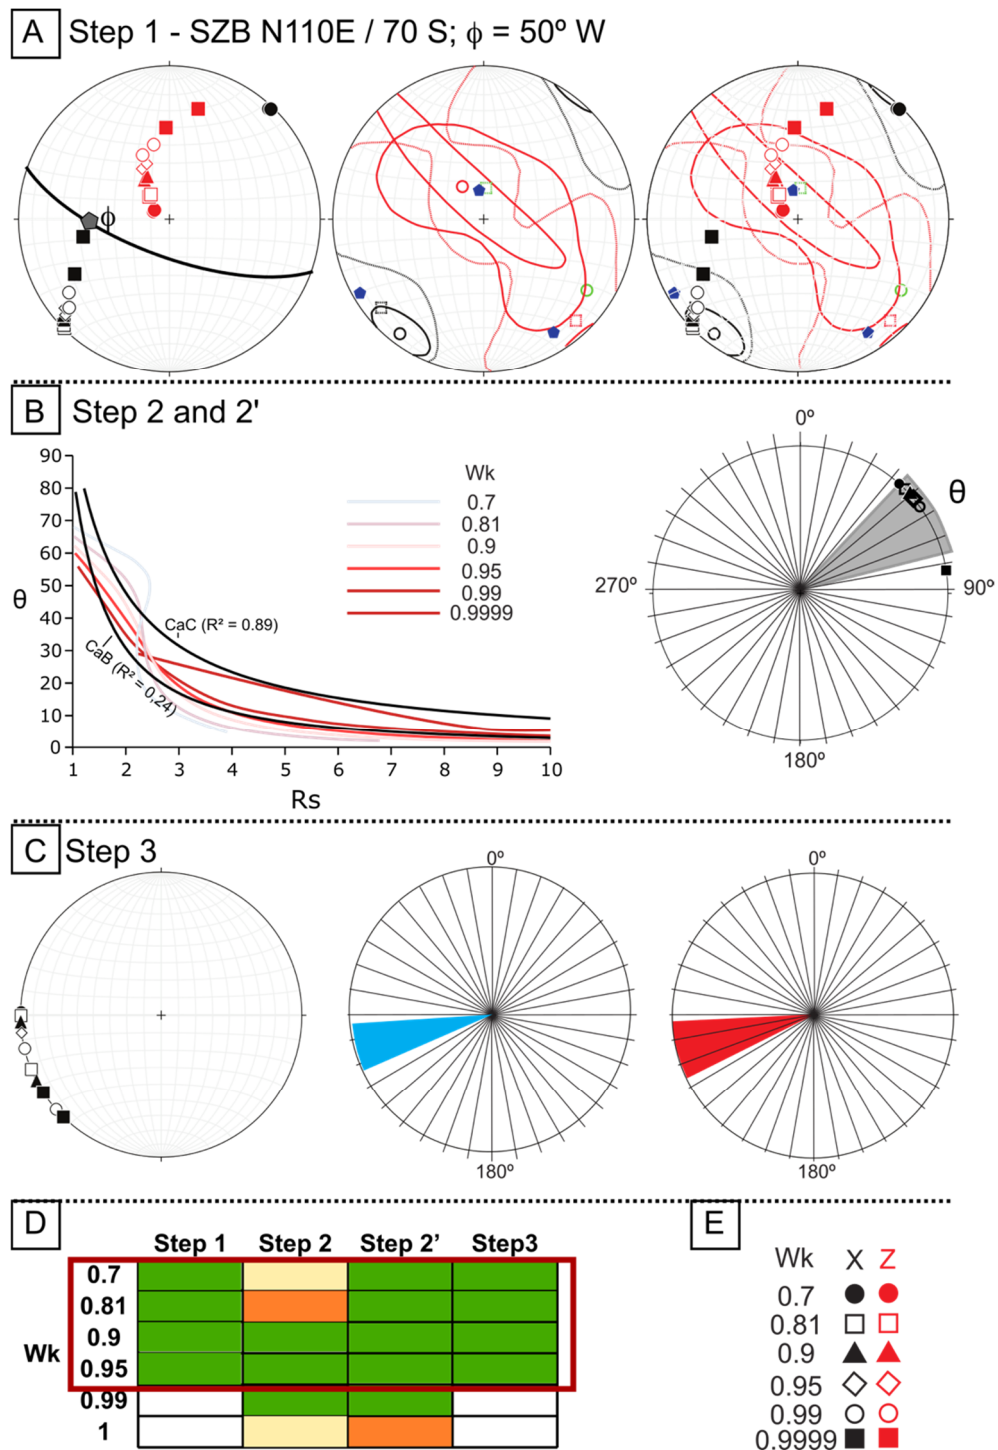 A Step 1 - SZB N110E / 70 S; ϕ = 50º W
ϕ
B Step 2 and 2'
90
80
70
60
50
40
30
20
10
0
θ
1 2 3 4 5 6 7 8 9 10
Rs
CaC (R² = 0.89)
CaB (R² = 0,24)
Wk
0.7
0.81
0.9
0.95
0.99
0.9999
0º
θ
270º
90º
180º
C Step 3
0º
180º
0º
180º
D
Step 1 Step 2 Step 2’ Step3
Wk
0.7
0.81
0.9
0.95
0.99
1
E
Wk X Z
0.7
0.81
0.9
0.95
0.99
0.9999